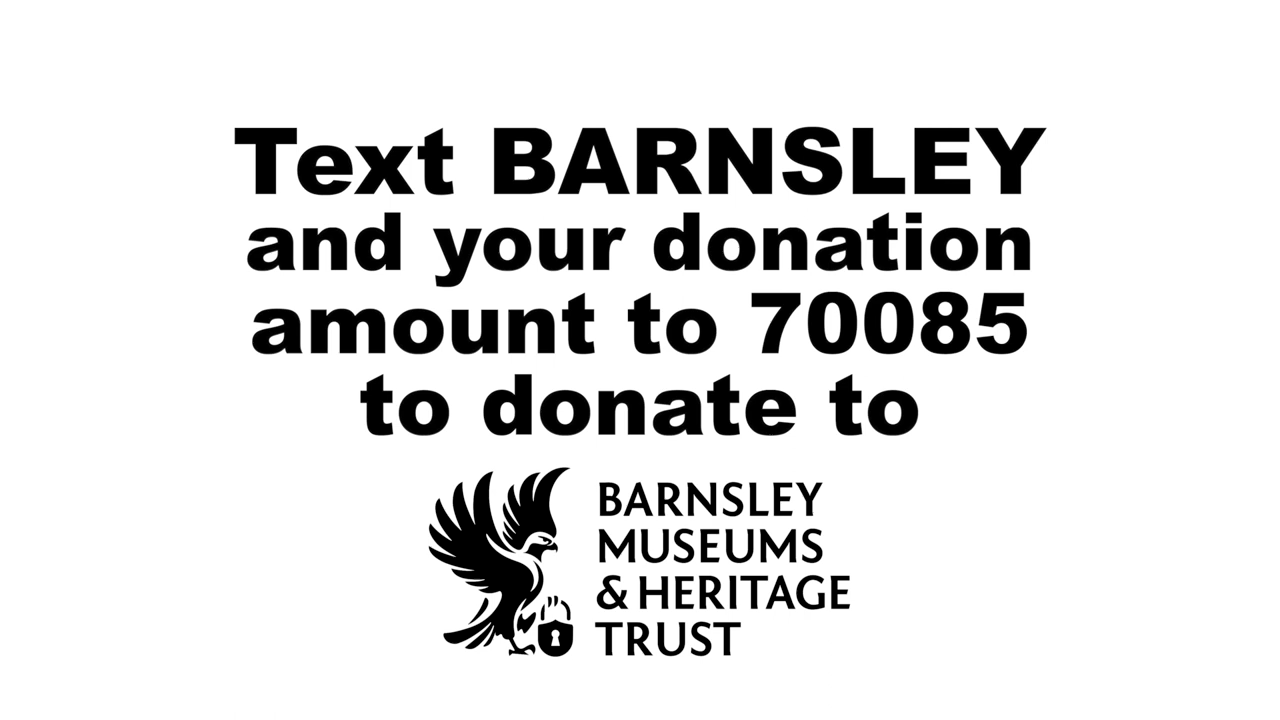 Text BARNSLEY
and your donation
amount to 70085
to donate to
BARNSLEY
MUSEUMS
& HERITAGE
TRUST